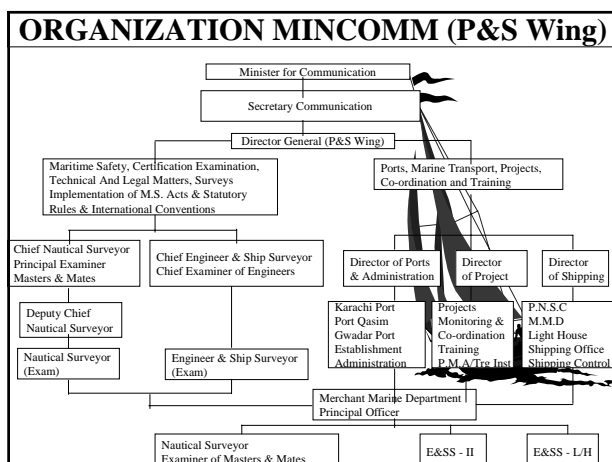 ORGANIZATION MINCOMM (P&S Wing)
Minister for Communication
Secretary Communication
Director General (P&S Wing)
Maritime Safety, Certification Examination,
Technical And Legal Matters, Surveys
Implementation of M.S. Acts & Statutory
Rules & International Conventions
Ports, Marine Transport, Projects,
Co-ordination and Training
Chief Nautical Surveyor
Principal Examiner
Masters & Mates
Chief Engineer & Ship Surveyor
Chief Examiner of Engineers
Director of Ports
& Administration
Director
of Project
Director
of Shipping
Deputy Chief
Nautical Surveyor
Karachi Port
Port Qasim
Gwadar Port
Establishment
Administration
Projects
Monitoring &
Co-ordination
Training
P.M.A/Trg Inst
P.N.S.C
M.M.D
Light House
Shipping Office
Shipping Control
Nautical Surveyor
(Exam)
Engineer & Ship Surveyor
(Exam)
Merchant Marine Department
Principal Officer
Nautical Surveyor
Examiner of Masters & Mates
E&SS - II
E&SS - L/H